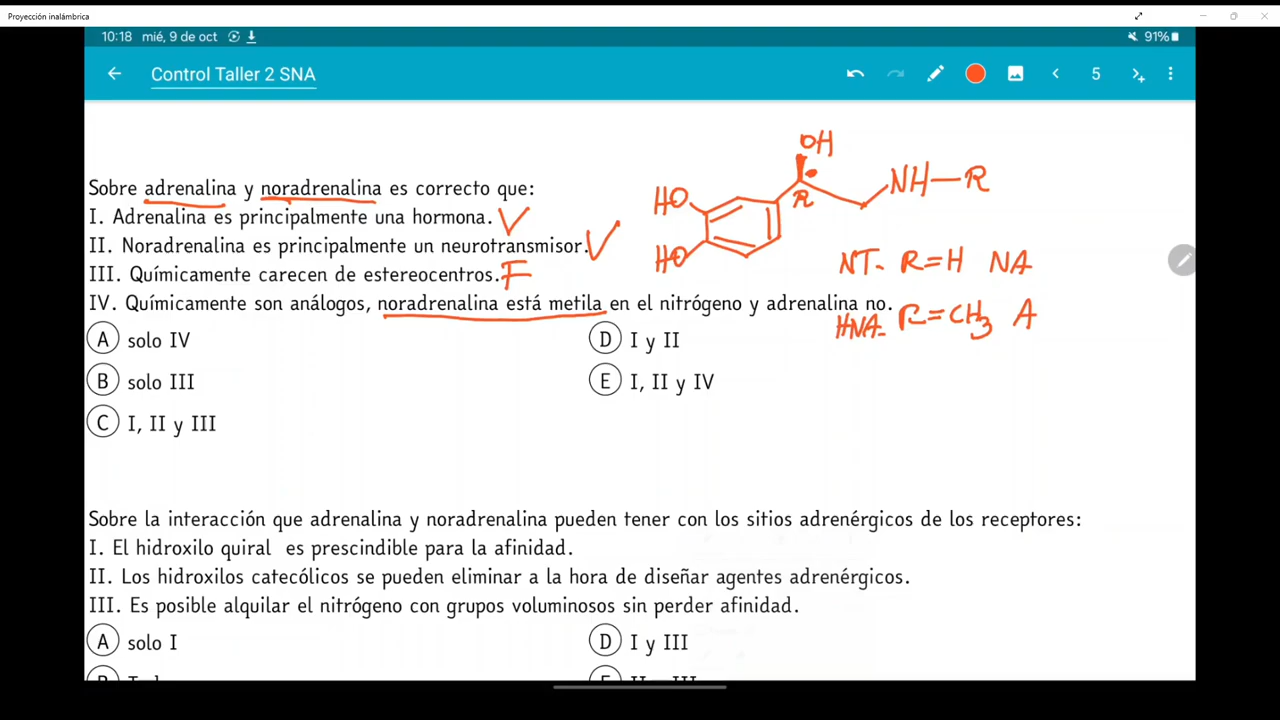 Proyección inalámbrica
10:18 mié, 9 de oct 91%
Control Taller 2 SNA 5
OH
NH—R
HO
R
HO
Sobre adrenalina y noradrenalina es correcto que:
I. Adrenalina es principalmente una hormona. V
II. Noradrenalina es principalmente un neurotransmisor. V
III. Químicamente carecen de estereocentros. F
NT- R=H NA
IV. Químicamente son análogos, noradrenalina está metila en el nitrógeno y adrenalina no.
HNA- R=CH3 A
A solo IV
D I y II
B solo III
E I, II y IV
C I, II y III
Sobre la interacción que adrenalina y noradrenalina pueden tener con los sitios adrenérgicos de los receptores:
I. El hidroxilo quiral es prescindible para la afinidad.
II. Los hidroxilos catecólicos se pueden eliminar a la hora de diseñar agentes adrenérgicos.
III. Es posible alquilar el nitrógeno con grupos voluminosos sin perder afinidad.
A solo I
D I y III